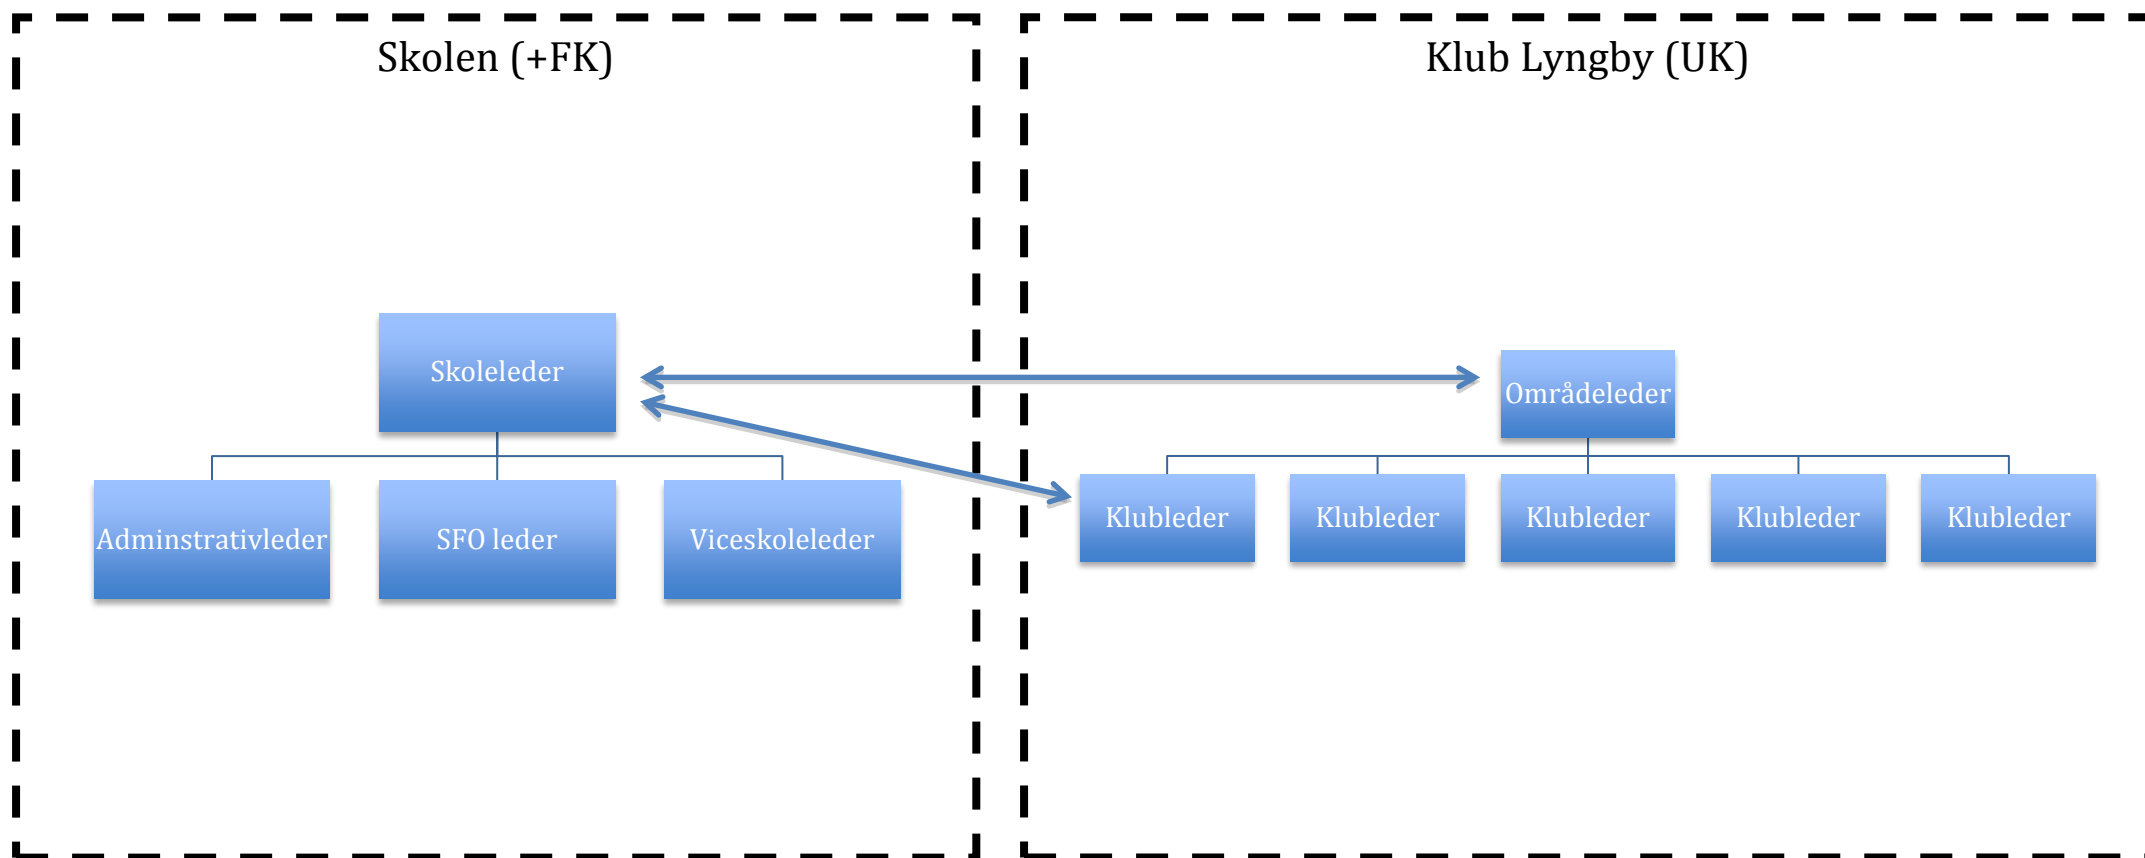 Skolen (+FK)
Skoleleder
Adminstrativleder
SFO leder
Viceskoleleder
Klub Lyngby (UK)
Områdeleder
Klubleder
Klubleder
Klubleder
Klubleder
Klubleder